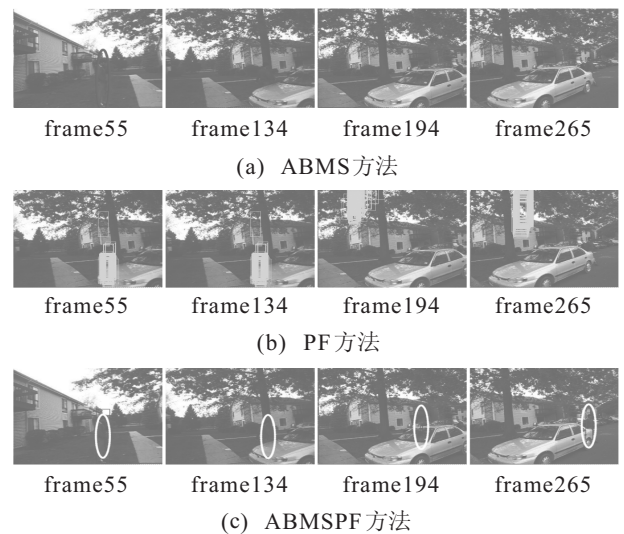 frame55 frame134 frame194 frame265
(a) ABMS方法
frame55 frame134 frame194 frame265
(b) PF方法
frame55 frame134 frame194 frame265
(c) ABMSPF方法